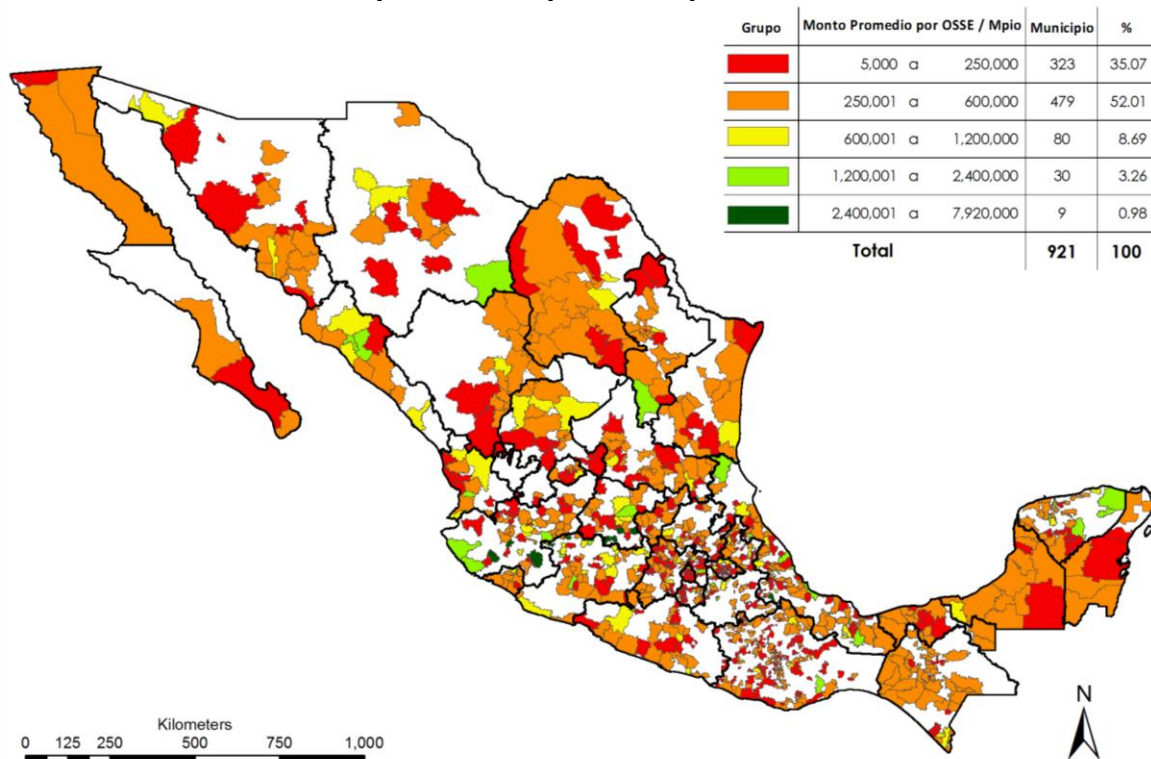 Grupo Monto Promedio por OSSE / Mpio Municipio %
5,000 a 250,000 323 35.07
250,001 a 600,000 479 52.01
600,001 a 1,200,000 80 8.69
1,200,001 a 2,400,000 30 3.26
2,400,001 a 7,920,000 9 0.98
Total 921 100
N
Kilometers
0 125 250 500 750 1,000